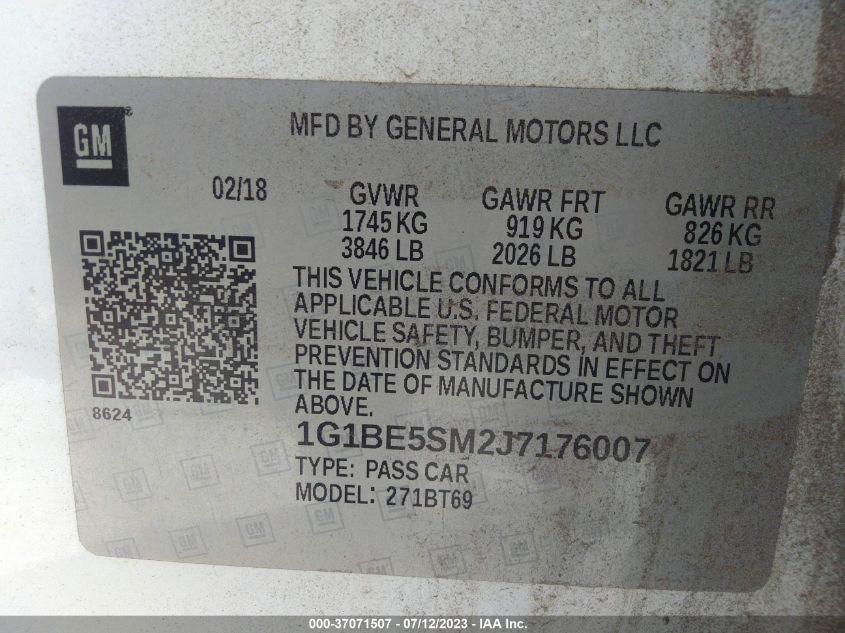 GM
MFD BY GENERAL MOTORS LLC
02/18 GVWR GAWR FRT GAWR RR
1745 KG 919 KG 826 KG
3846 LB 2026 LB 1821 LB
THIS VEHICLE CONFORMS TO ALL
APPLICABLE U.S. FEDERAL MOTOR
VEHICLE SAFETY, BUMPER, AND THEFT
PREVENTION STANDARDS IN EFFECT ON
THE DATE OF MANUFACTURE SHOWN
ABOVE.
8624
1G1BE5SM2J7176007
TYPE: PASS CAR
MODEL: 271BT69
000-37071507 - 07/12/2023 - © IAA Inc.